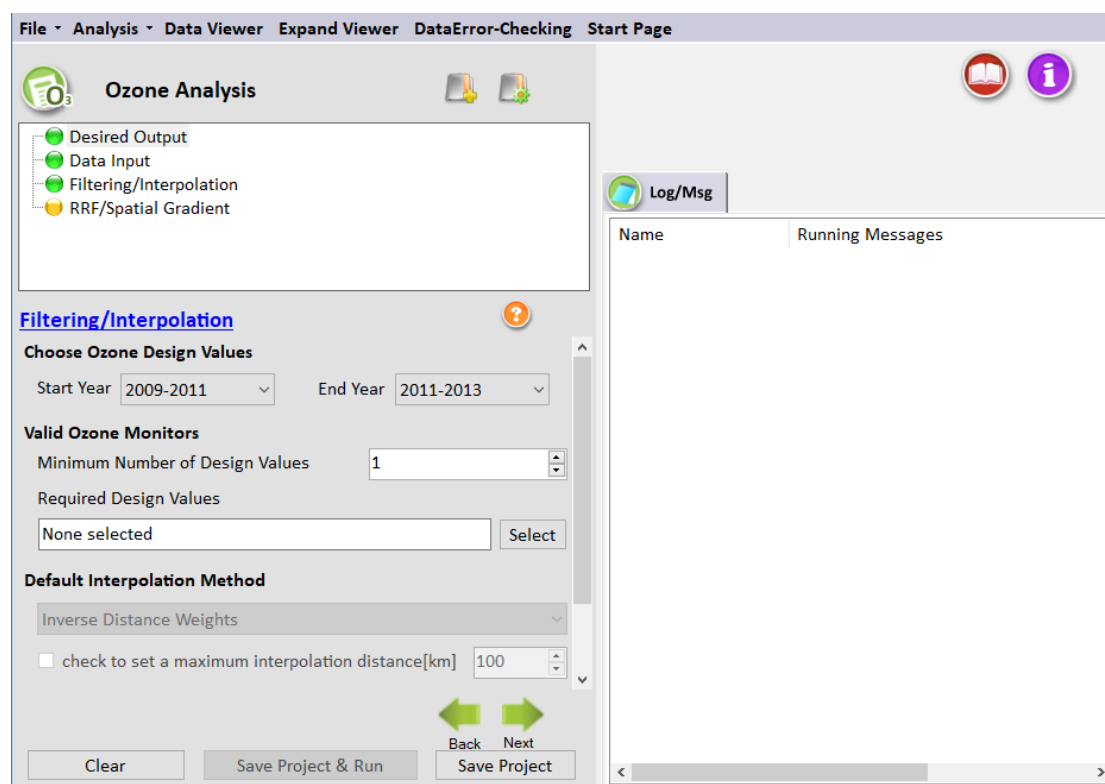 File Analysis Data Viewer Expand Viewer DataError-Checking Start Page
O3 Ozone Analysis
Desired Output
Data Input
Filtering/Interpolation
RRF/Spatial Gradient
Filtering/Interpolation ?
Choose Ozone Design Values
Start Year 2009-2011 End Year 2011-2013
Valid Ozone Monitors
Minimum Number of Design Values 1
Required Design Values
None selected Select
Default Interpolation Method
Inverse Distance Weights
check to set a maximum interpolation distance[km] 100
Back Next
Clear Save Project & Run Save Project
i
Log/Msg
Name Running Messages